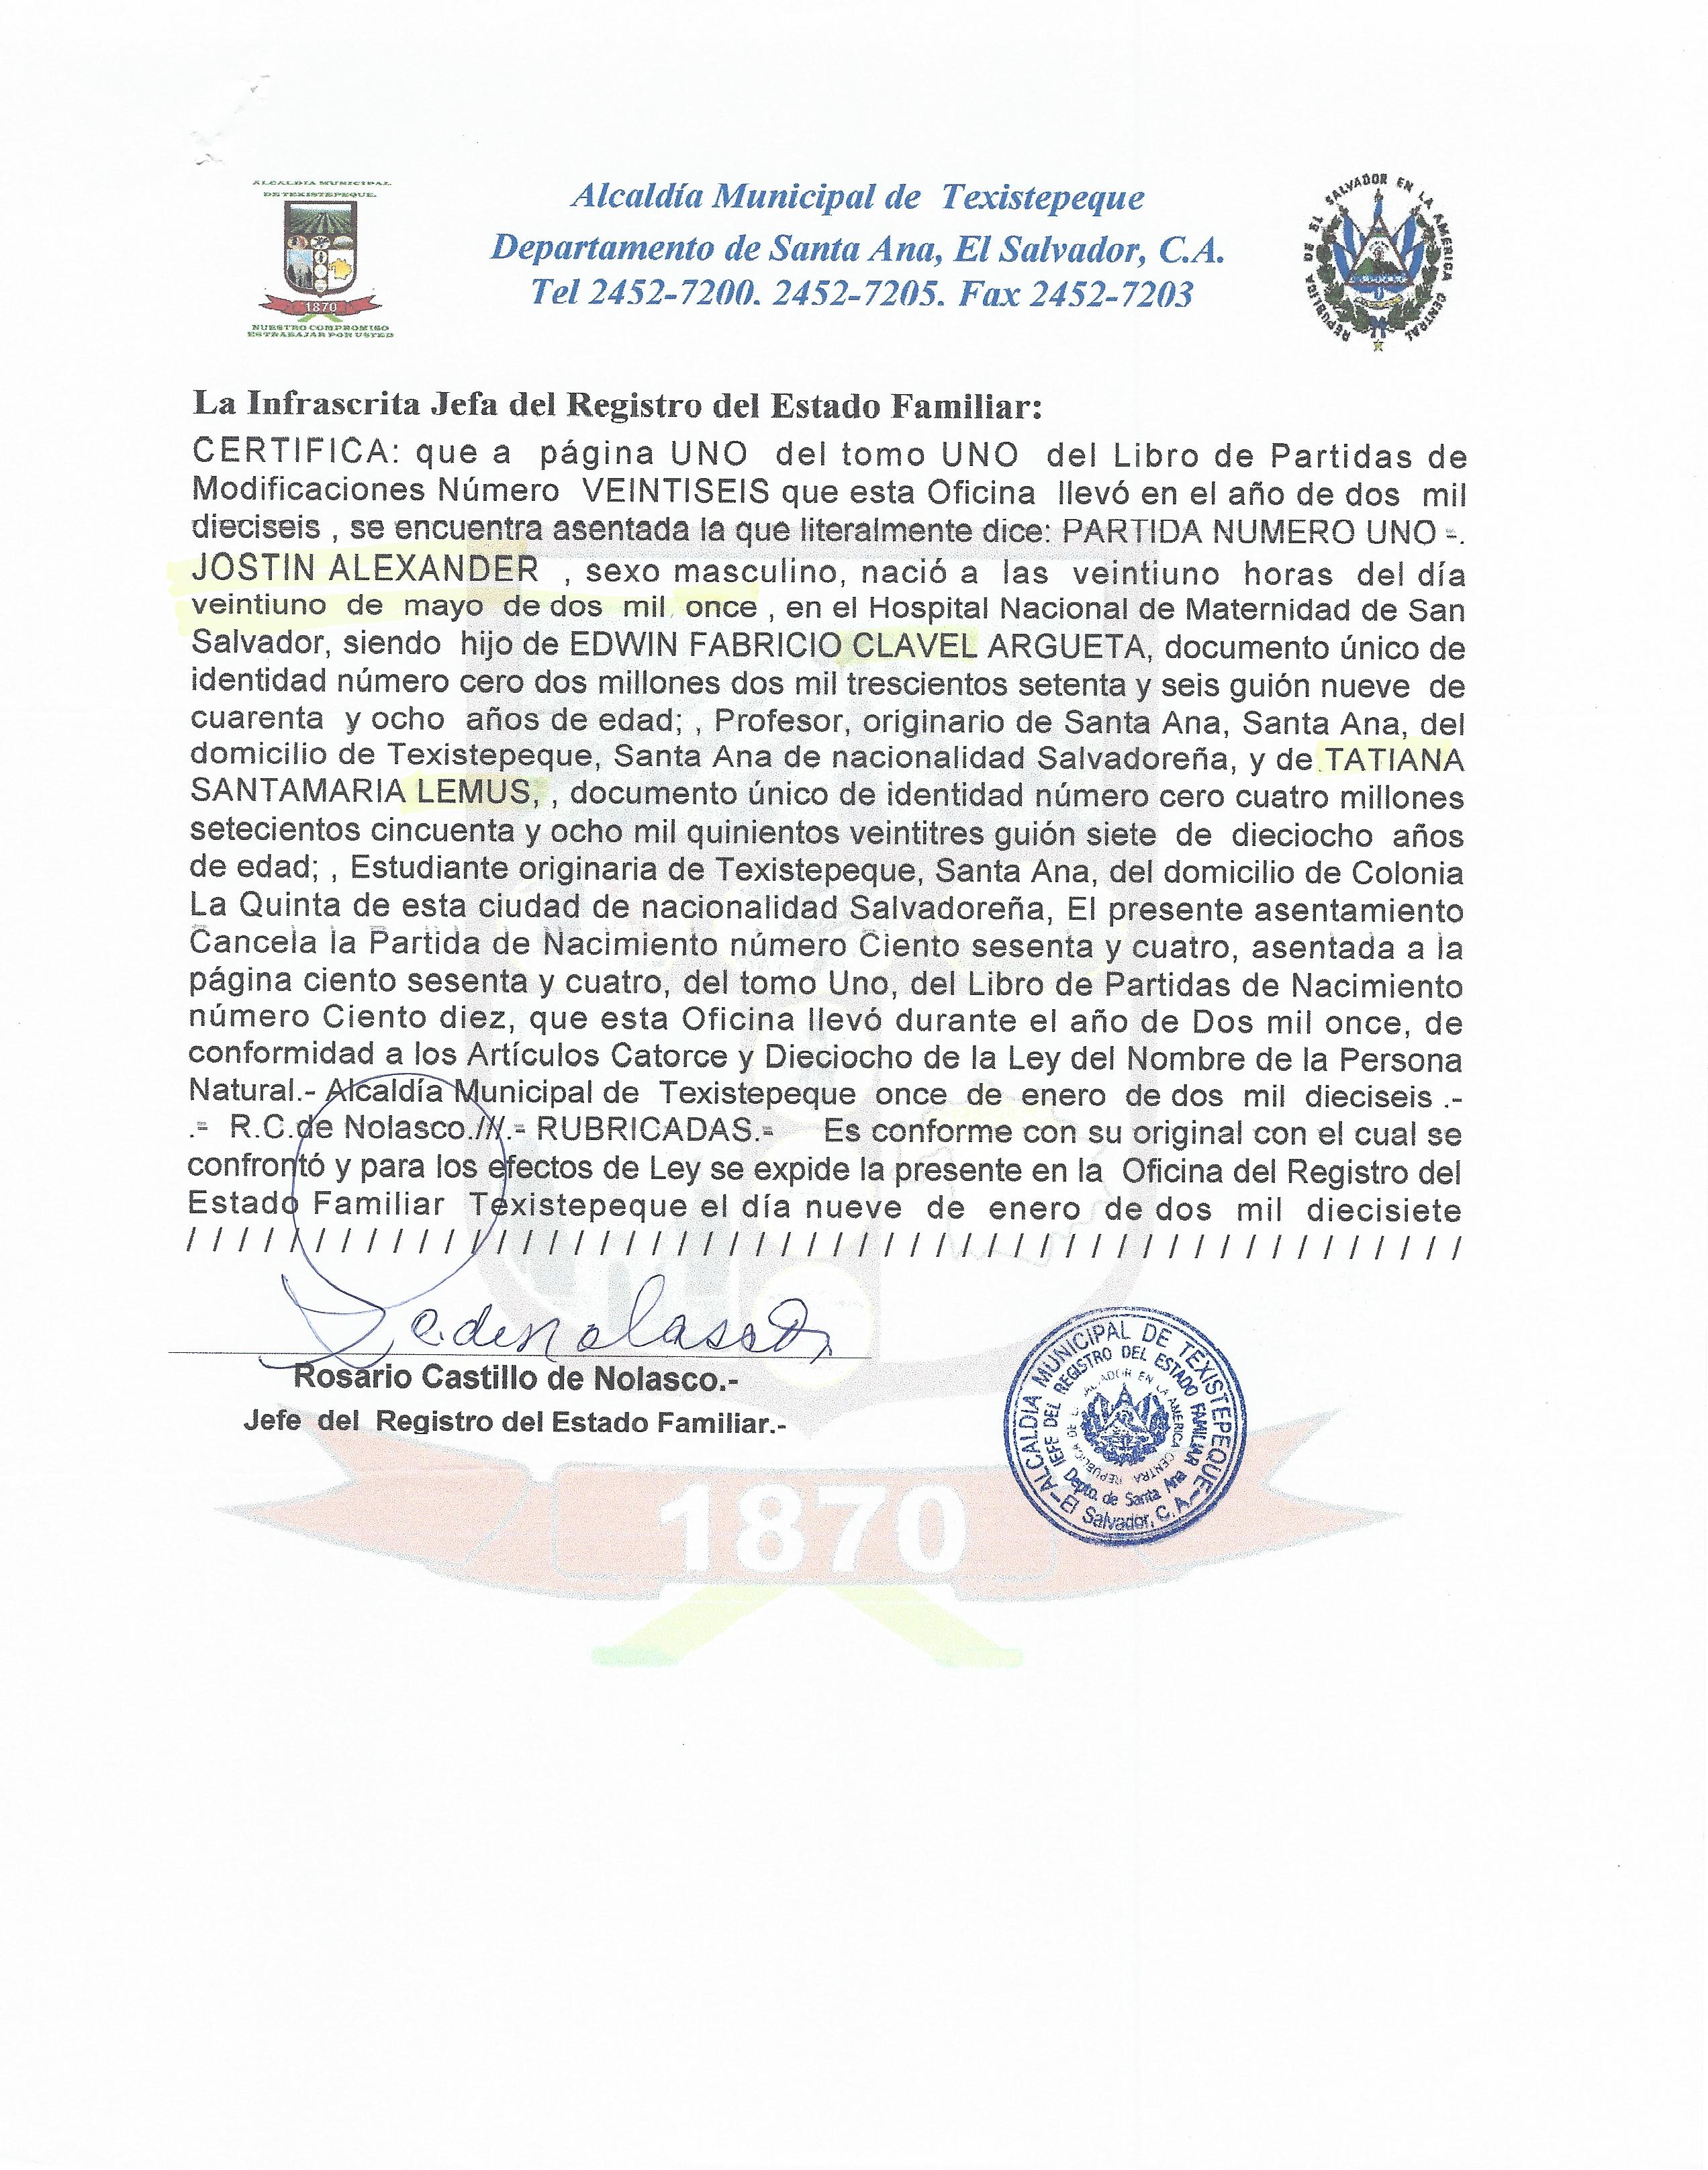 ALCALDIA MUNICIPAL
DE TEXISTEPEQUE.
1870
NUESTRO COMPROMISO
ES TRABAJAR POR USTED
Alcaldía Municipal de Texistepeque
Departamento de Santa Ana, El Salvador, C.A.
Tel 2452-7200. 2452-7205. Fax 2452-7203
REPUBLICA DE EL SALVADOR EN LA AMERICA CENTRAL
La Infrascrita Jefa del Registro del Estado Familiar:
CERTIFICA: que a página UNO del tomo UNO del Libro de Partidas de
Modificaciones Número VEINTISEIS que esta Oficina llevó en el año de dos mil
dieciseis , se encuentra asentada la que literalmente dice: PARTIDA NUMERO UNO -.
JOSTIN ALEXANDER , sexo masculino, nació a las veintiuno horas del día
veintiuno de mayo de dos mil once , en el Hospital Nacional de Maternidad de San
Salvador, siendo hijo de EDWIN FABRICIO CLAVEL ARGUETA, documento único de
identidad número cero dos millones dos mil trescientos setenta y seis guión nueve de
cuarenta y ocho años de edad; , Profesor, originario de Santa Ana, Santa Ana, del
domicilio de Texistepeque, Santa Ana de nacionalidad Salvadoreña, y de TATIANA
SANTAMARIA LEMUS, , documento único de identidad número cero cuatro millones
setecientos cincuenta y ocho mil quinientos veintitres guión siete de dieciocho años
de edad; , Estudiante originaria de Texistepeque, Santa Ana, del domicilio de Colonia
La Quinta de esta ciudad de nacionalidad Salvadoreña, El presente asentamiento
Cancela la Partida de Nacimiento número Ciento sesenta y cuatro, asentada a la
página ciento sesenta y cuatro, del tomo Uno, del Libro de Partidas de Nacimiento
número Ciento diez, que esta Oficina llevó durante el año de Dos mil once, de
conformidad a los Artículos Catorce y Dieciocho de la Ley del Nombre de la Persona
Natural.- Alcaldía Municipal de Texistepeque once de enero de dos mil dieciseis .-
.- R.C.de Nolasco.///.- RUBRICADAS.- Es conforme con su original con el cual se
confrontó y para los efectos de Ley se expide la presente en la Oficina del Registro del
Estado Familiar Texistepeque el día nueve de enero de dos mil diecisiete
/ / / / / / / / / / / / / / / / / / / / / / / / / / / / / / / / / / / / / / / / / / / / / / / / / /
C. de Nolasco
Rosario Castillo de Nolasco.-
Jefe del Registro del Estado Familiar.-
ALCALDIA MUNICIPAL DE TEXISTEPEQUE
JEFE DEL REGISTRO DEL ESTADO FAMILIAR
REPUBLICA DE EL SALVADOR EN LA AMERICA CENTRAL
Depto. de Santa Ana
El Salvador, C. A.
1870